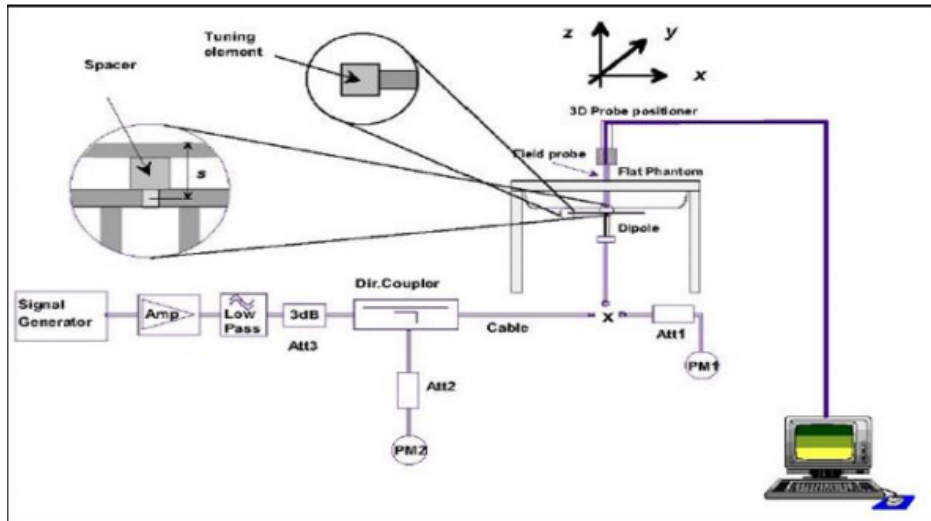 Tuning
element
Spacer
z
y
x
3D Probe positioner
Field probe
Flat Phantom
s
Dipole
Signal
Generator
Amp
Low
Pass
3dB
Att3
Dir.Coupler
Cable
x
Att1
PM1
Att2
PM2